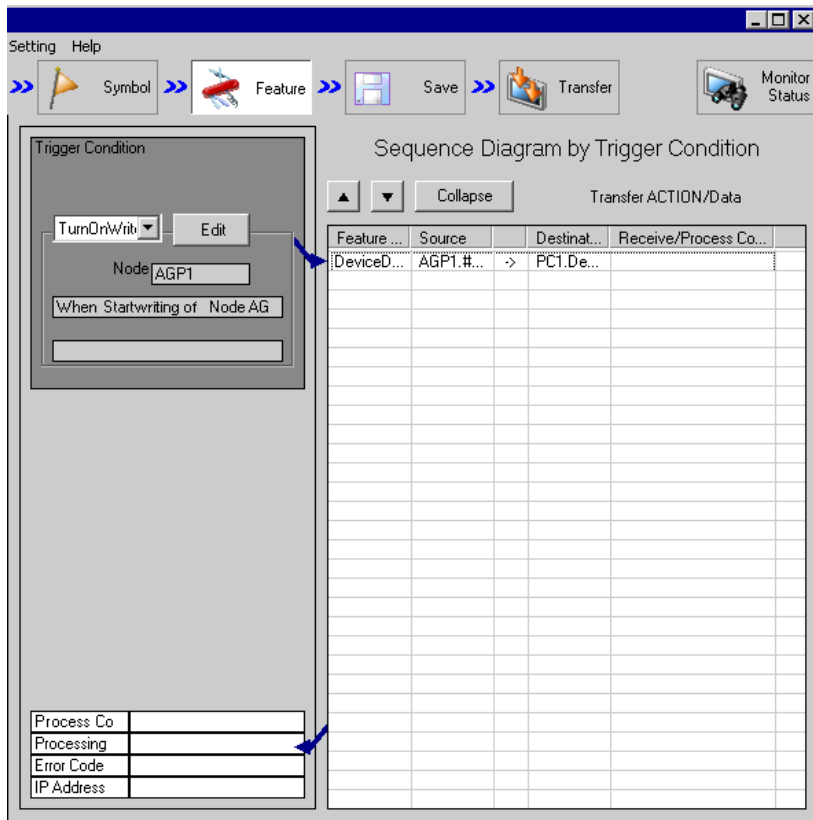 Setting Help
Symbol Feature Save Transfer Monitor Status
Trigger Condition
Sequence Diagram by Trigger Condition
Collapse Transfer ACTION/Data
TurnOnWrit Edit
Node AGP1
When Startwriting of Node AG
Feature ... Source Destinat... Receive/Process Co...
DeviceD... AGP1.#... -> PC1.De...
Process Co
Processing
Error Code
IP Address